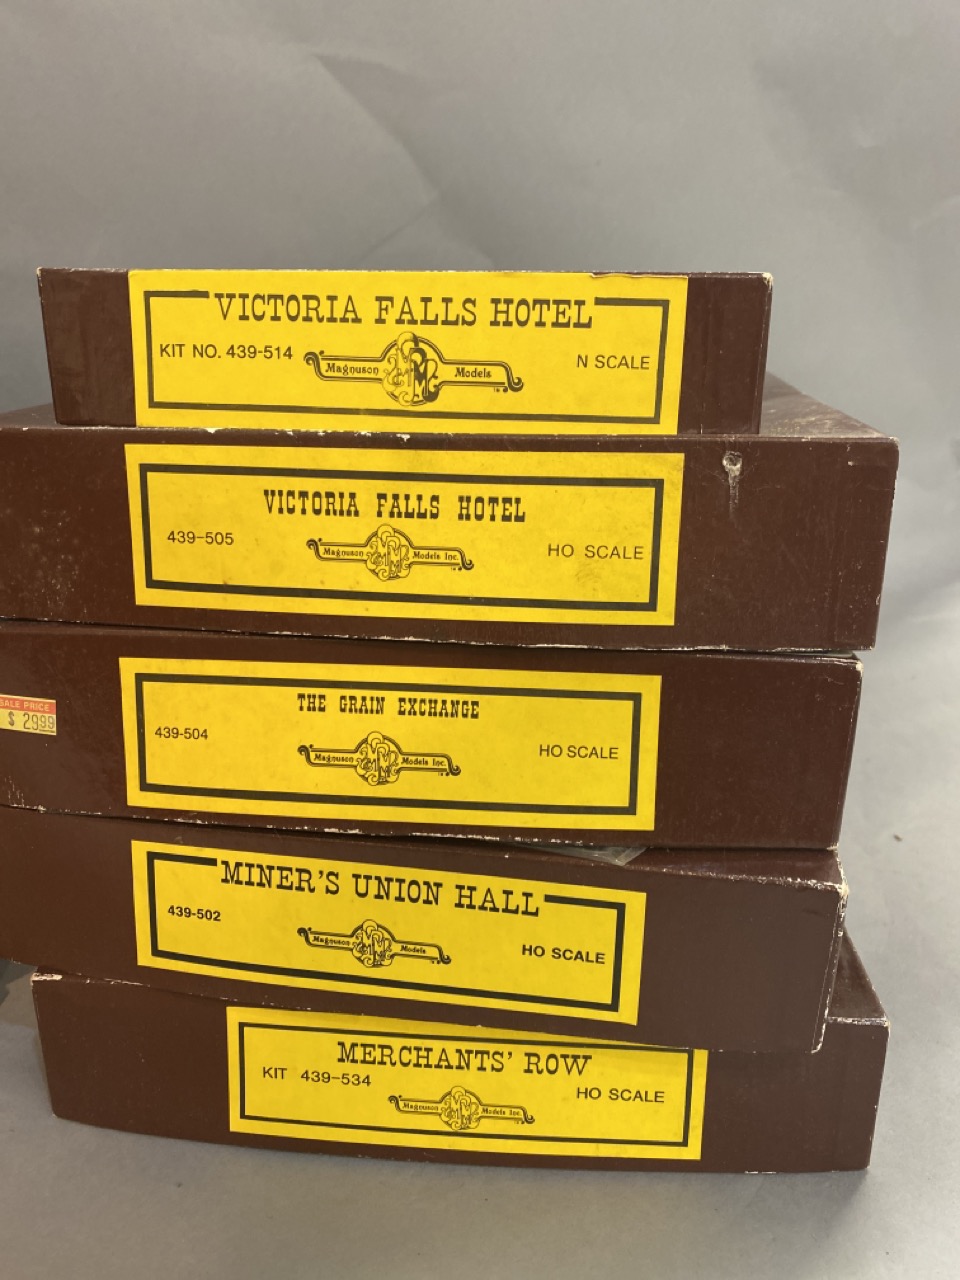 VICTORIA FALLS HOTEL
KIT NO. 439-514
Magnuson Models
N SCALE
VICTORIA FALLS HOTEL
439-505
Magnuson Models Inc.
HO SCALE
THE GRAIN EXCHANGE
439-504
Magnuson Models Inc.
HO SCALE
SALE PRICE
$ 29.99
MINER'S UNION HALL
439-502
Magnuson Models
HO SCALE
MERCHANTS' ROW
KIT 439-534
Magnuson Models Inc.
HO SCALE